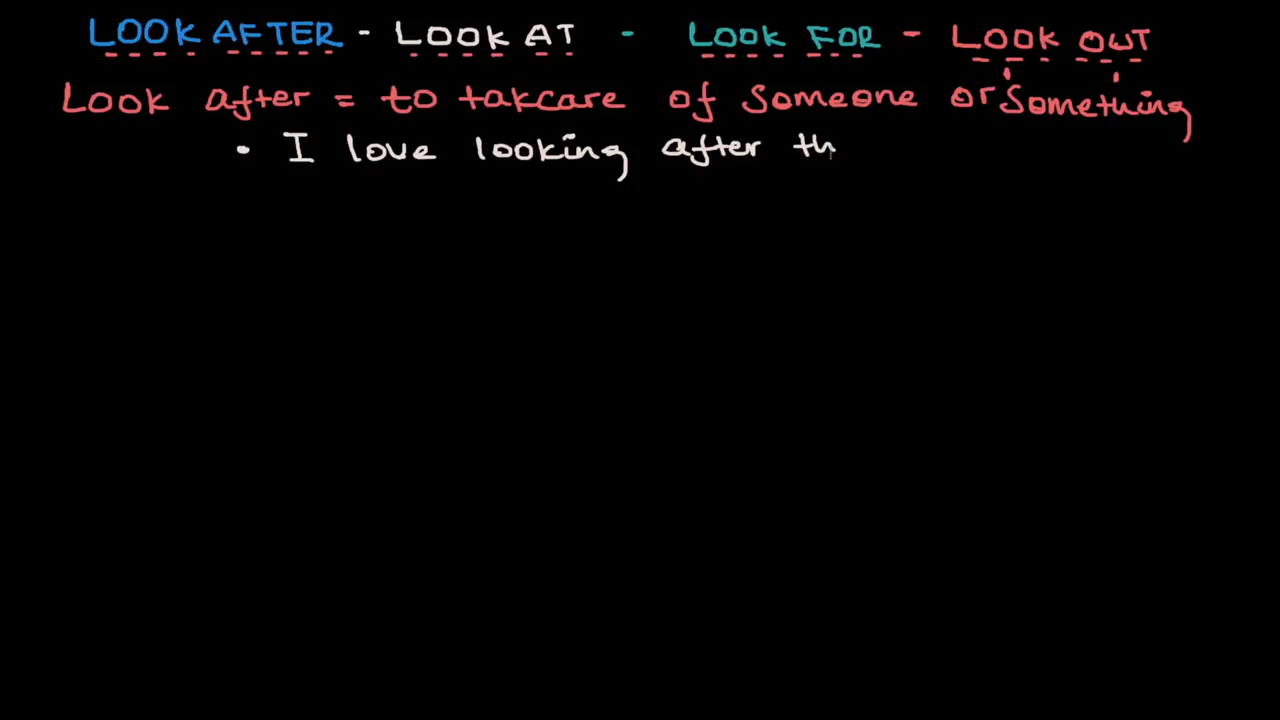 LOOK AFTER - LOOK AT - LOOK FOR - LOOK OUT
Look after = to takcare of someone or something
• I love looking after th